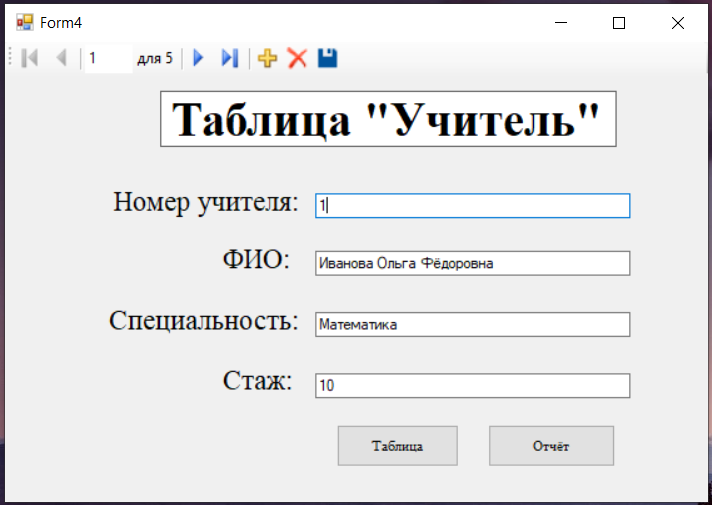 Form4
1 для 5
Таблица "Учитель"
Номер учителя: 1
ФИО: Иванова Ольга Фёдоровна
Специальность: Математика
Стаж: 10
Таблица Отчёт